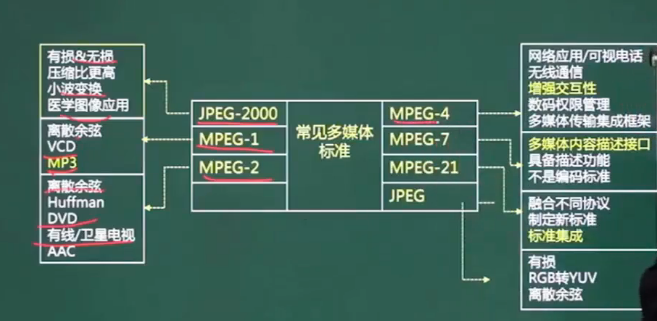 有损&无损
压缩比更高
小波变换
医学图像应用
离散余弦
VCD
MP3
离散余弦
Huffman
DVD
有线/卫星电视
AAC
JPEG-2000
MPEG-1
MPEG-2
常见多媒体
标准
MPEG-4
MPEG-7
MPEG-21
JPEG
网络应用/可视电话
无线通信
增强交互性
数码权限管理
多媒体传输集成框架
多媒体内容描述接口
具备描述功能
不是编码标准
融合不同协议
制定新标准
标准集成
有损
RGB转YUV
离散余弦